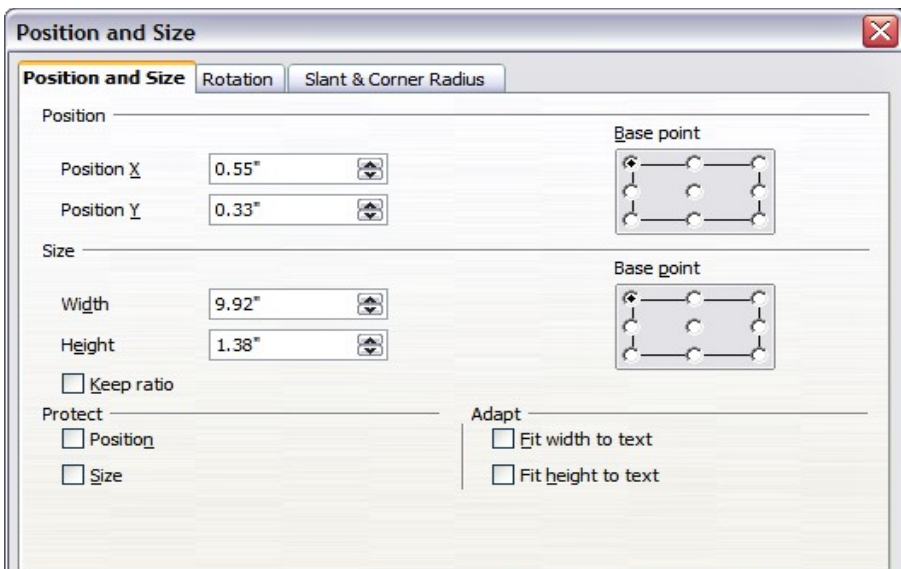 Position and Size
Position and Size Rotation Slant & Corner Radius
Position
Base point
Position X 0.55"
Position Y 0.33"
Size
Base point
Width 9.92"
Height 1.38"
Keep ratio
Protect Adapt
Position Fit width to text
Size Fit height to text